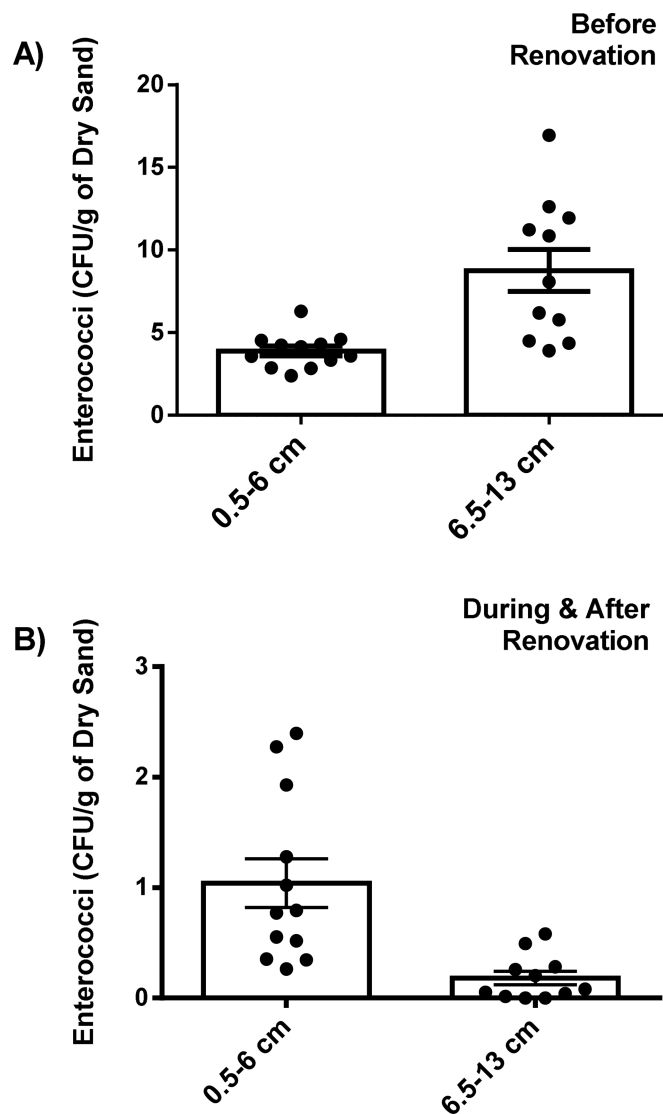 A)
Before
Renovation
Enterococci (CFU/g of Dry Sand)
20
15
10
5
0
0.5-6 cm
6.5-13 cm
B)
During & After
Renovation
Enterococci (CFU/g of Dry Sand)
3
2
1
0
0.5-6 cm
6.5-13 cm